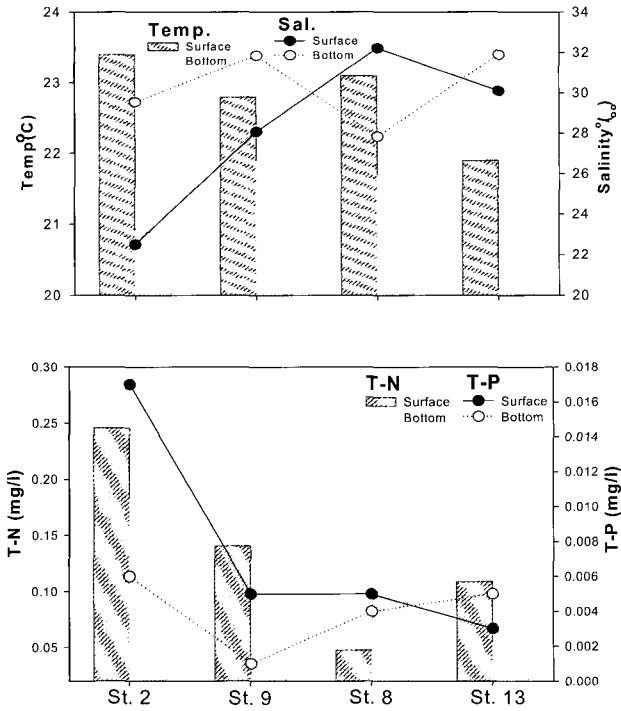 Temp. Sal.
Surface Surface
Bottom Bottom
24
23
22
21
20
Temp(°C)
34
32
30
28
26
24
22
20
T-N T-P
Surface Surface
Bottom Bottom
0.30
0.25
0.20
0.15
0.10
0.05
T-N (mg/l)
0.018
0.016
0.014
0.012
0.010
0.008
0.006
0.004
0.002
0.000
T-P (mg/l)
St. 2 St. 9 St. 8 St. 13